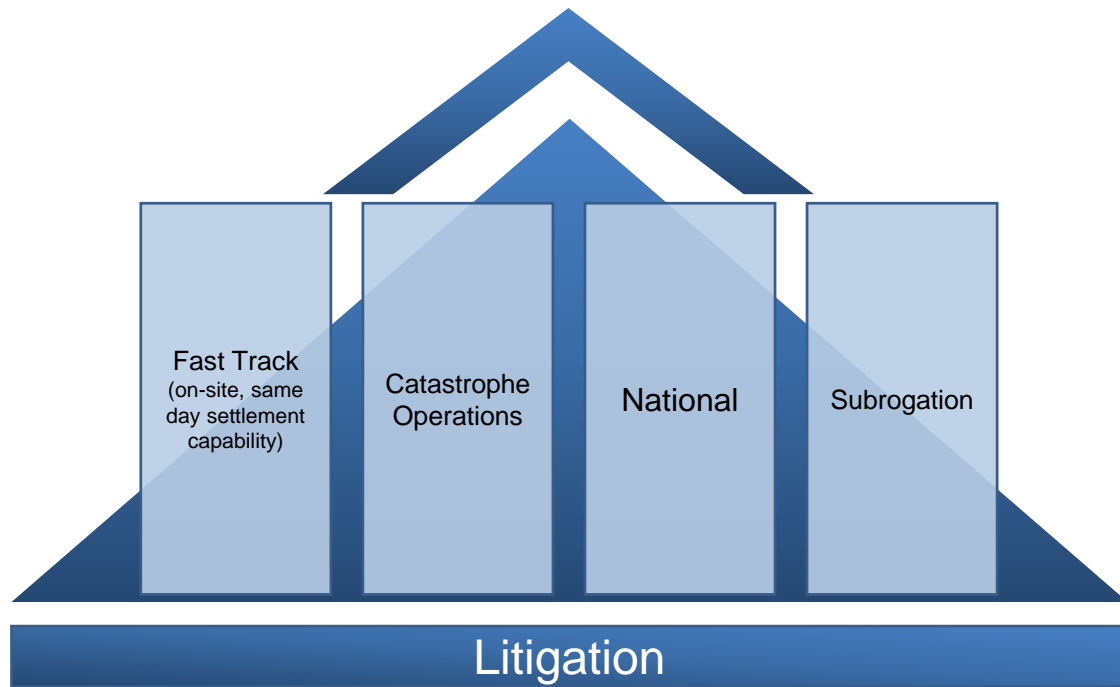 Fast Track
(on-site, same
day settlement
capability)
Catastrophe
Operations
National
Subrogation
Litigation